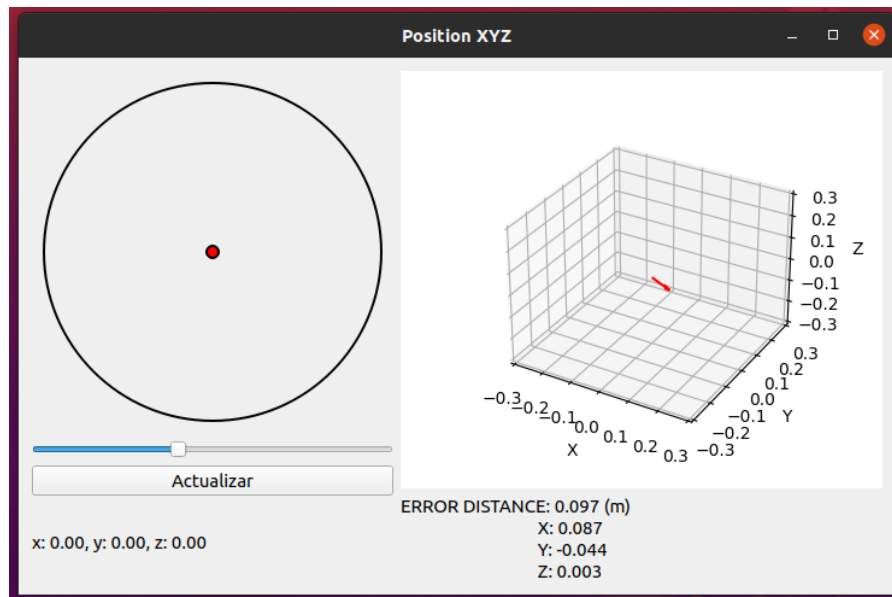 Position XYZ
Actualizar
x: 0.00, y: 0.00, z: 0.00
0.3
0.2
0.1
0.0
−0.1
−0.2
−0.3
Z
0.3
0.2
0.1
0.0
−0.1
−0.2
−0.3
Y
−0.3
−0.2
−0.1
0.0
0.1
0.2
0.3
X
ERROR DISTANCE: 0.097 (m)
X: 0.087
Y: -0.044
Z: 0.003